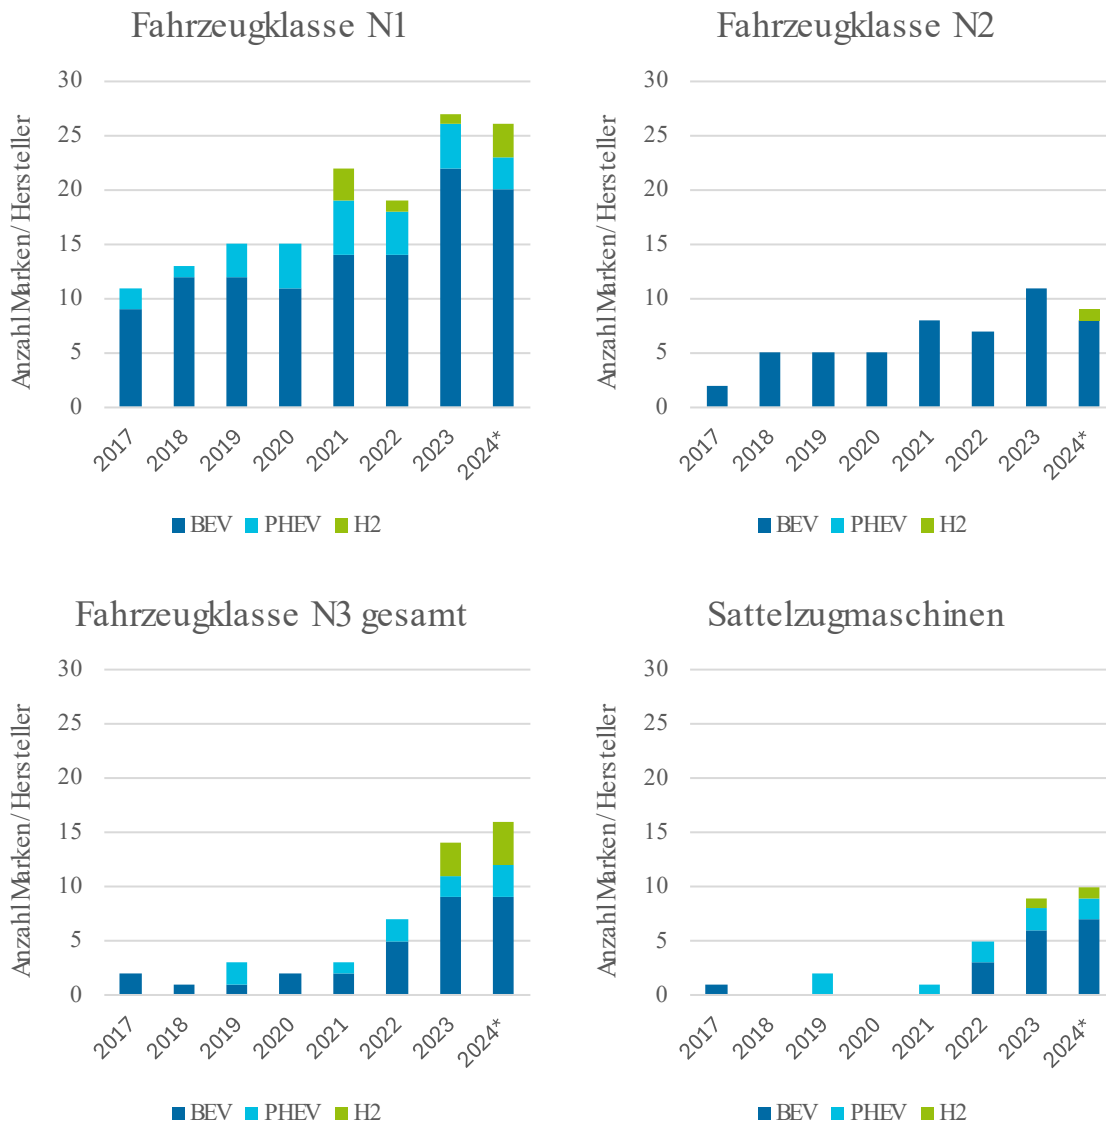 Fahrzeugklasse N1
Anzahl Marken/ Hersteller
30
25
20
15
10
5
0
2017 2018 2019 2020 2021 2022 2023 2024*
BEV PHEV H2
Fahrzeugklasse N2
Anzahl Marken/ Hersteller
30
25
20
15
10
5
0
2017 2018 2019 2020 2021 2022 2023 2024*
BEV PHEV H2
Fahrzeugklasse N3 gesamt
Anzahl Marken/ Hersteller
30
25
20
15
10
5
0
2017 2018 2019 2020 2021 2022 2023 2024*
BEV PHEV H2
Sattelzugmaschinen
Anzahl Marken/ Hersteller
30
25
20
15
10
5
0
2017 2018 2019 2020 2021 2022 2023 2024*
BEV PHEV H2